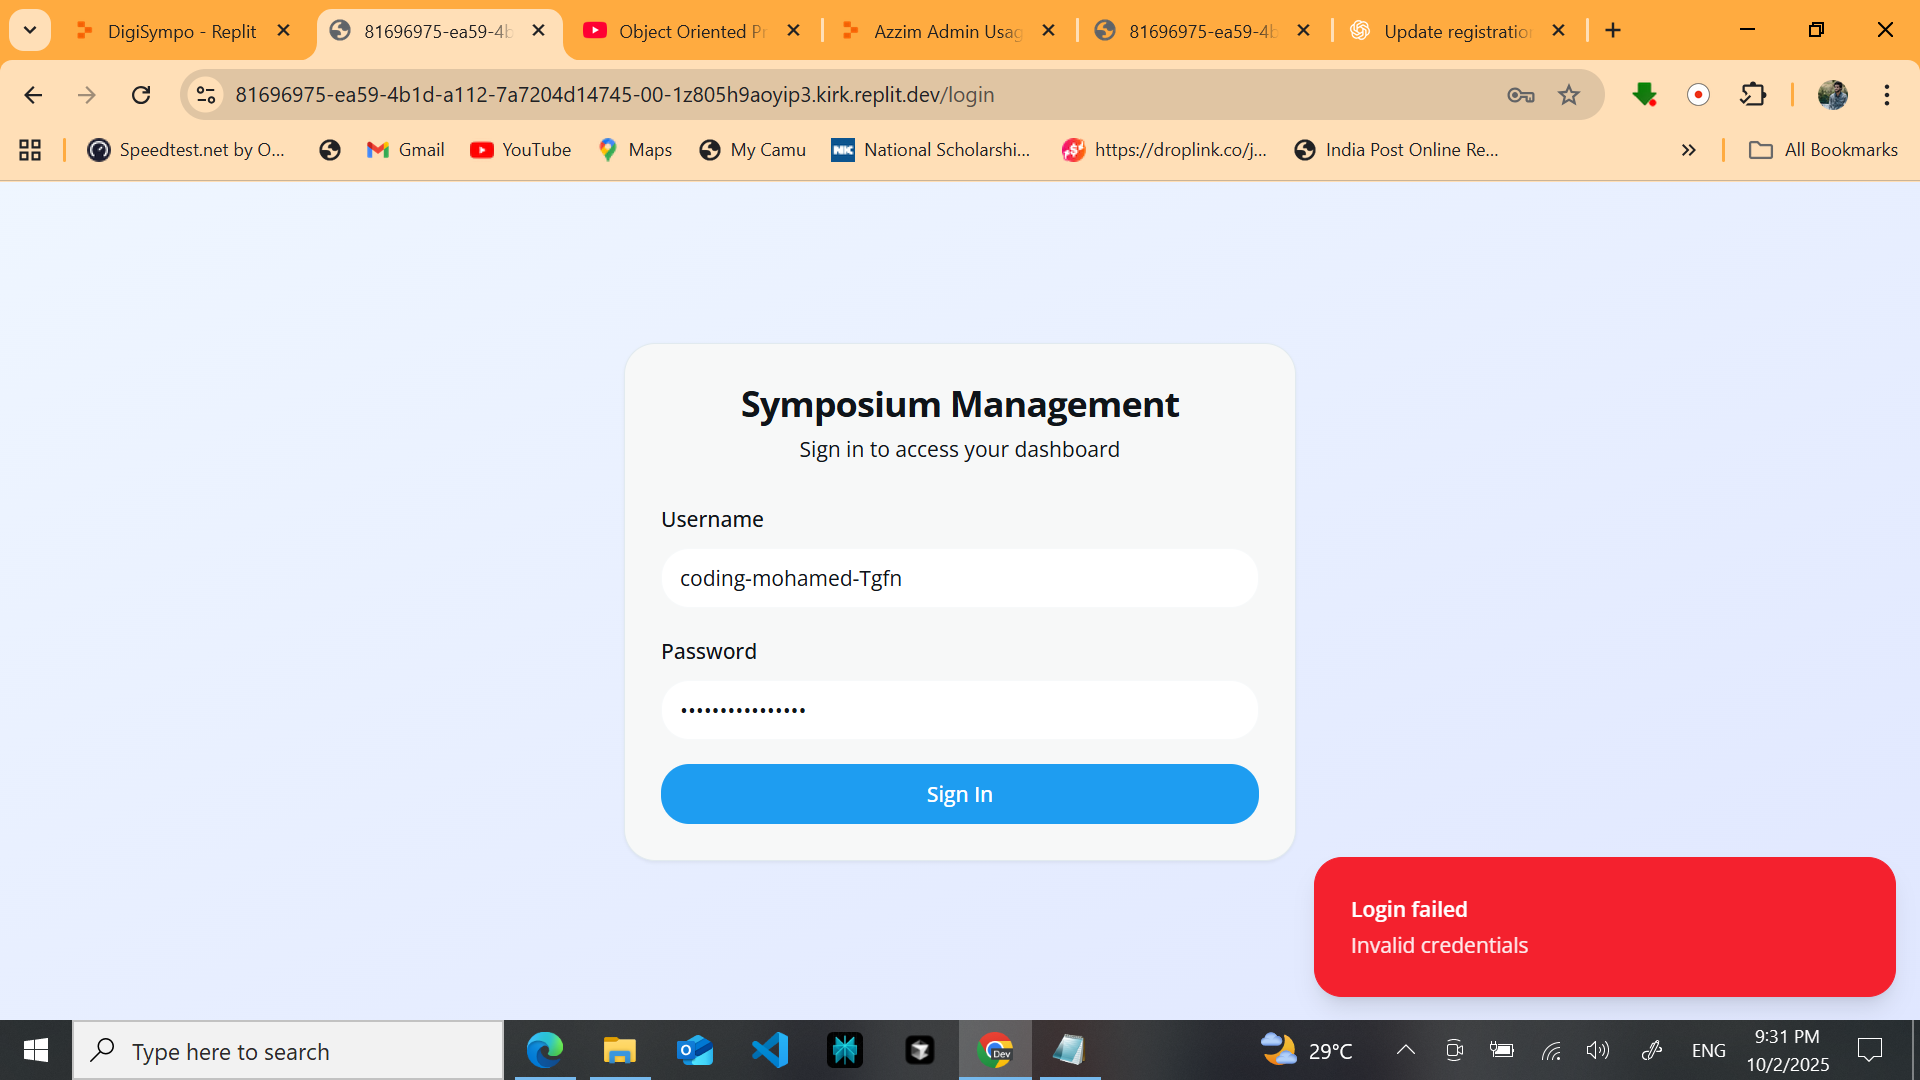 DigiSympo - Replit
81696975-ea59-4b
Object Oriented Pr
Azzim Admin Usag
81696975-ea59-4b
Update registration
81696975-ea59-4b1d-a112-7a7204d14745-00-1z805h9aoyip3.kirk.replit.dev/login
Speedtest.net by O...
Gmail
YouTube
Maps
My Camu
NK
National Scholarshi...
https://droplink.co/j...
India Post Online Re...
»
All Bookmarks
Symposium Management
Sign in to access your dashboard
Username
coding-mohamed-Tgfn
Password
••••••••••••••••
Sign In
Login failed
Invalid credentials
Type here to search
Dev
29°C
ENG
9:31 PM
10/2/2025